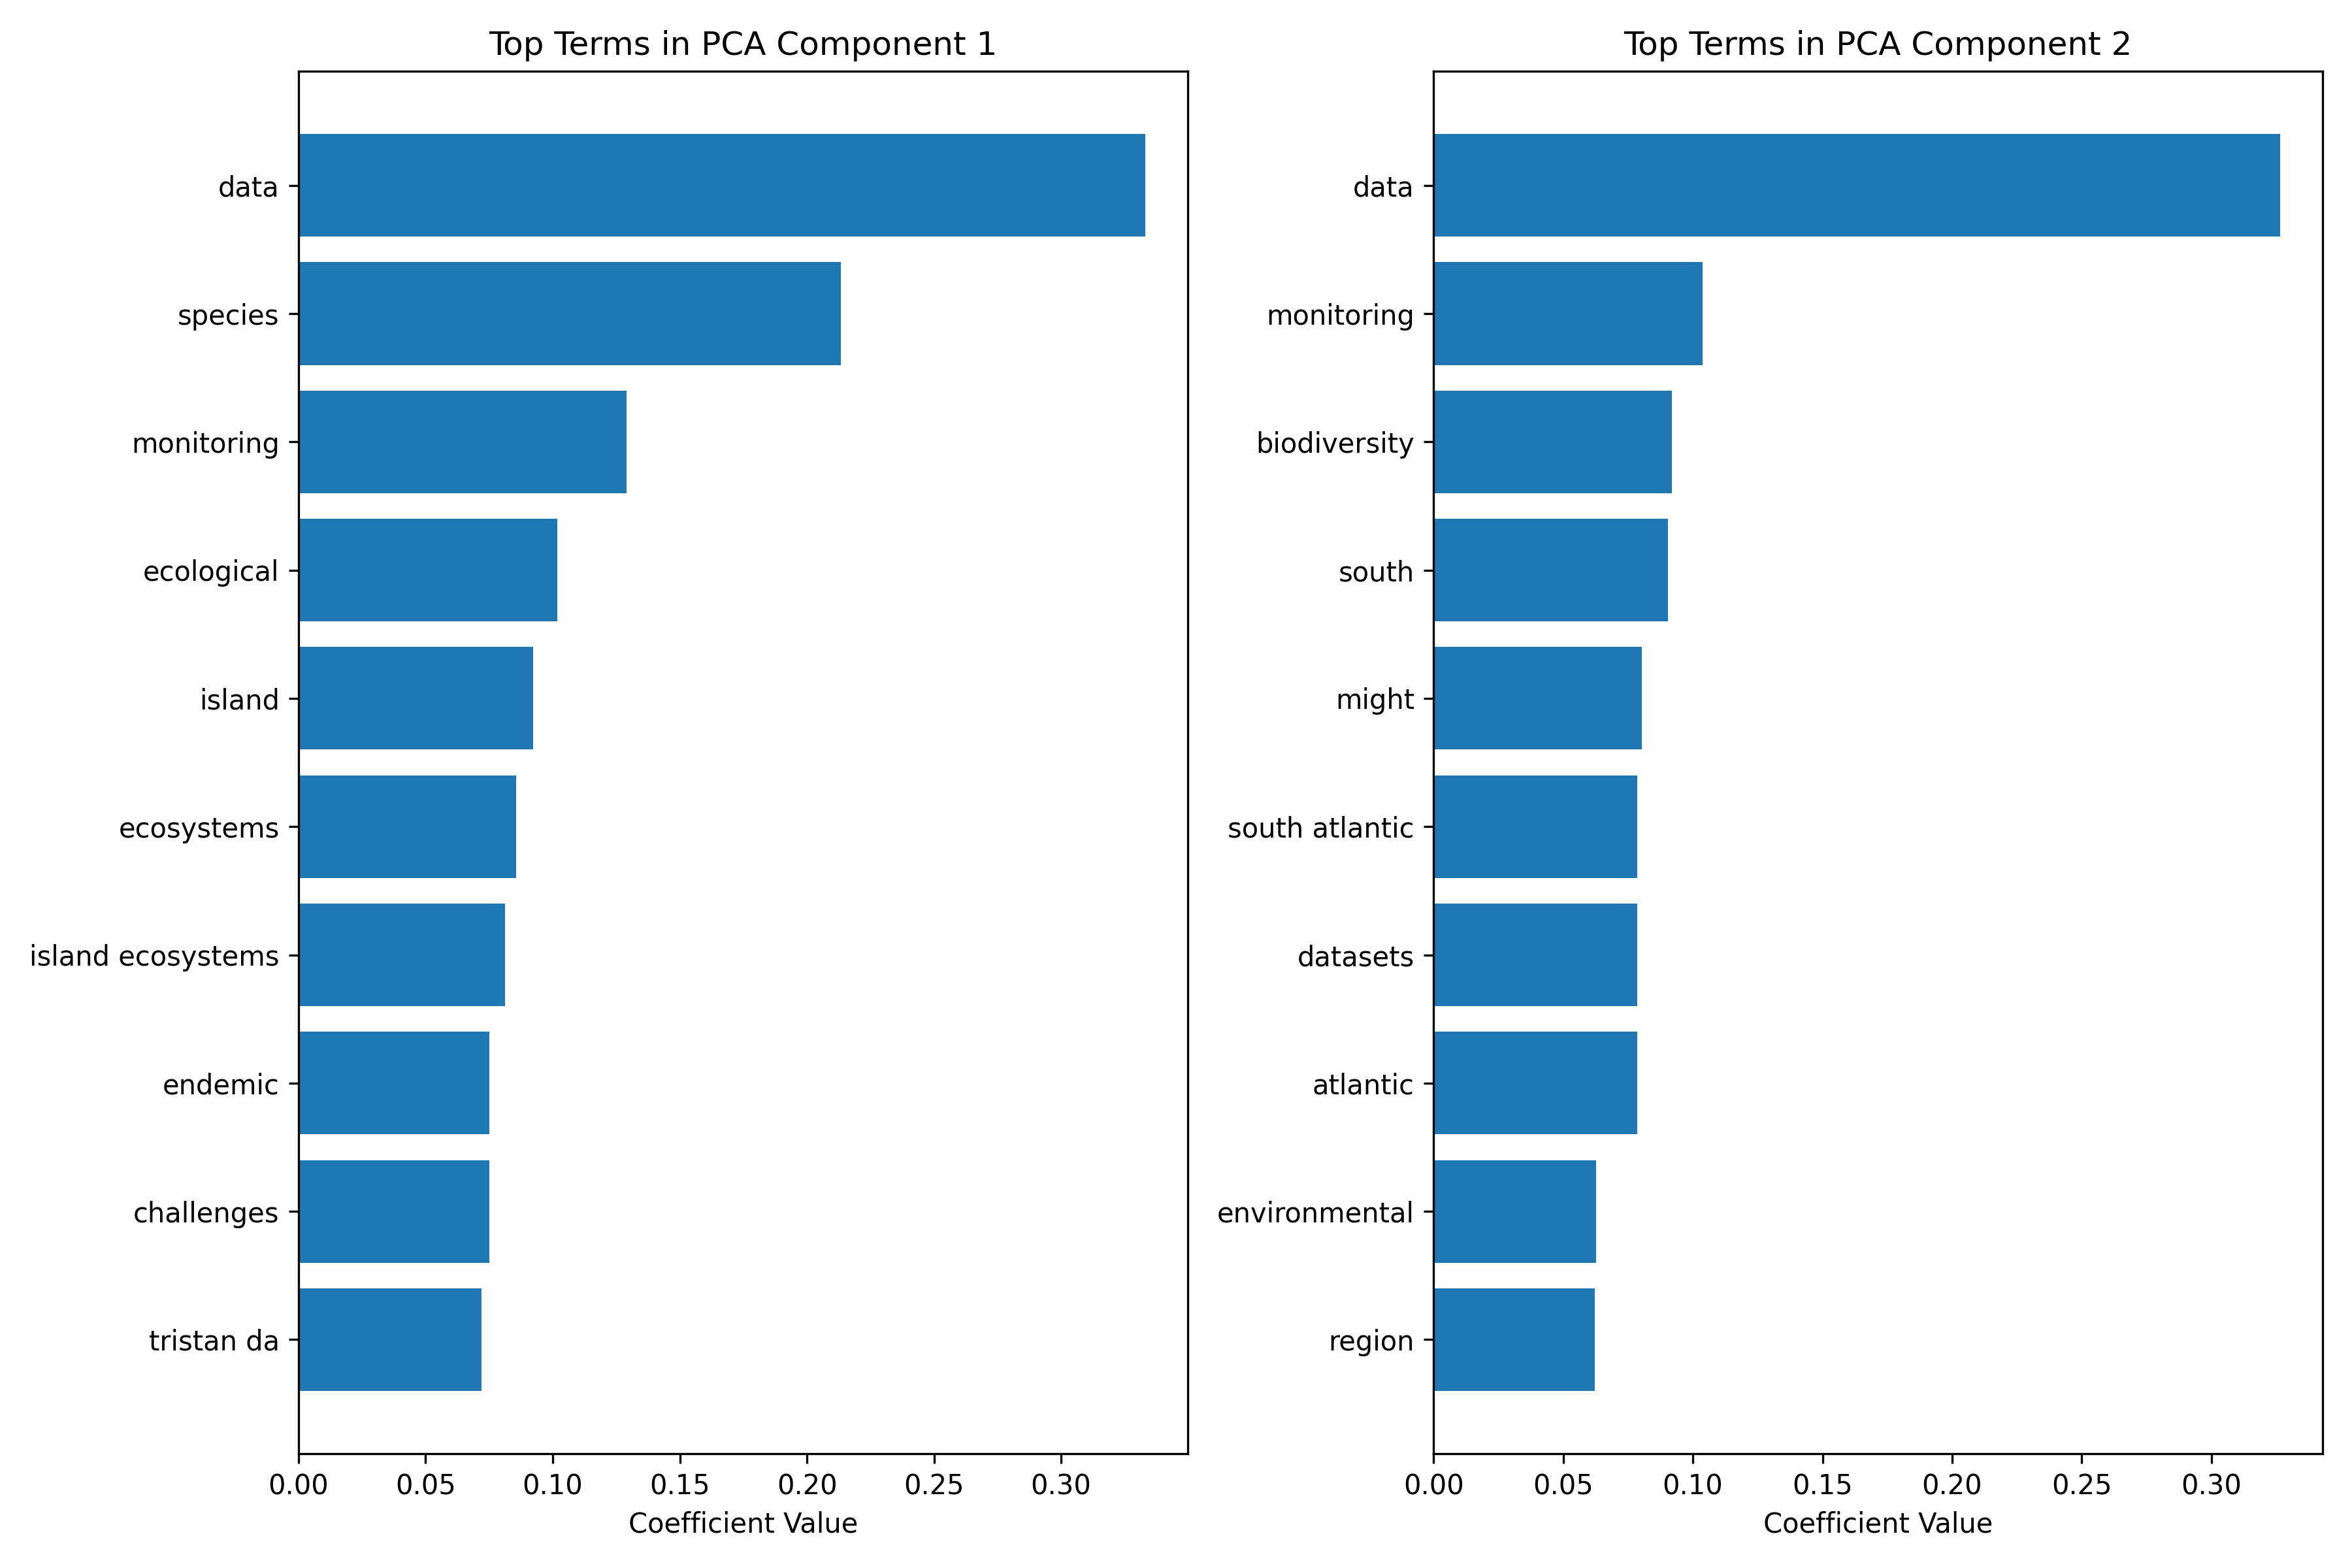 Top Terms in PCA Component 1
data
species
monitoring
ecological
island
ecosystems
island ecosystems
endemic
challenges
tristan da
0.00 0.05 0.10 0.15 0.20 0.25 0.30
Coefficient Value
Top Terms in PCA Component 2
data
monitoring
biodiversity
south
might
south atlantic
datasets
atlantic
environmental
region
0.00 0.05 0.10 0.15 0.20 0.25 0.30
Coefficient Value